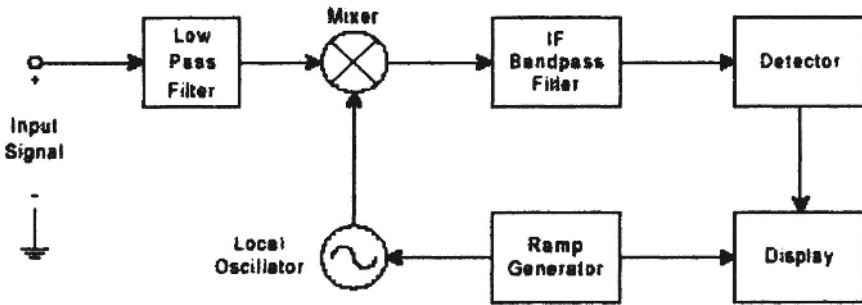 Mixer
Low
Pass
Filter
IF
Bandpass
Filter
Detector
+
Input
Signal
-
Local
Oscillator
Ramp
Generator
Display